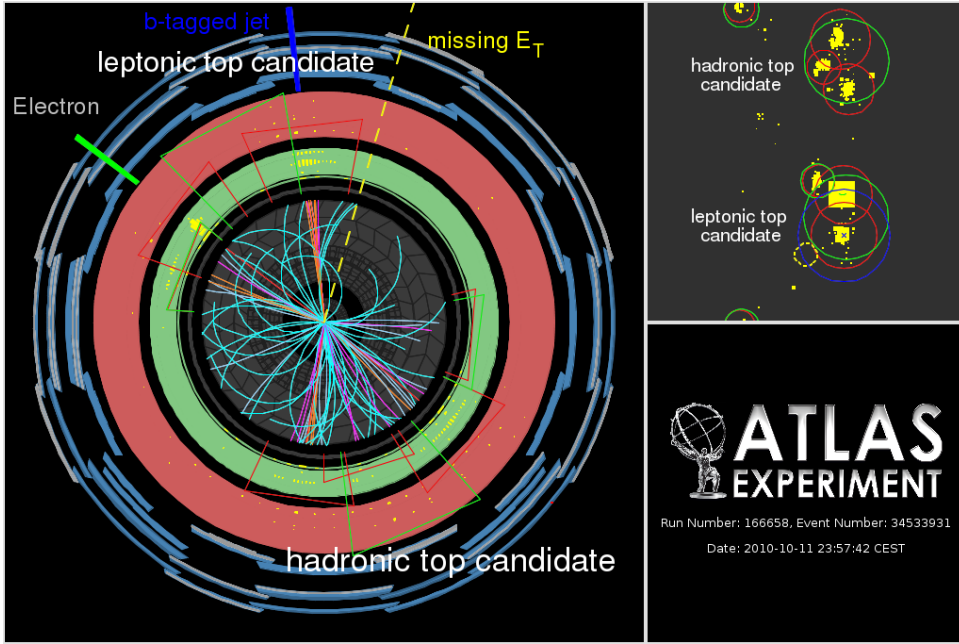 b-tagged jet
leptonic top candidate
missing E_T
Electron
hadronic top candidate
hadronic top
candidate
leptonic top
candidate
ATLAS
EXPERIMENT
Run Number: 166658, Event Number: 34533931
Date: 2010-10-11 23:57:42 CEST